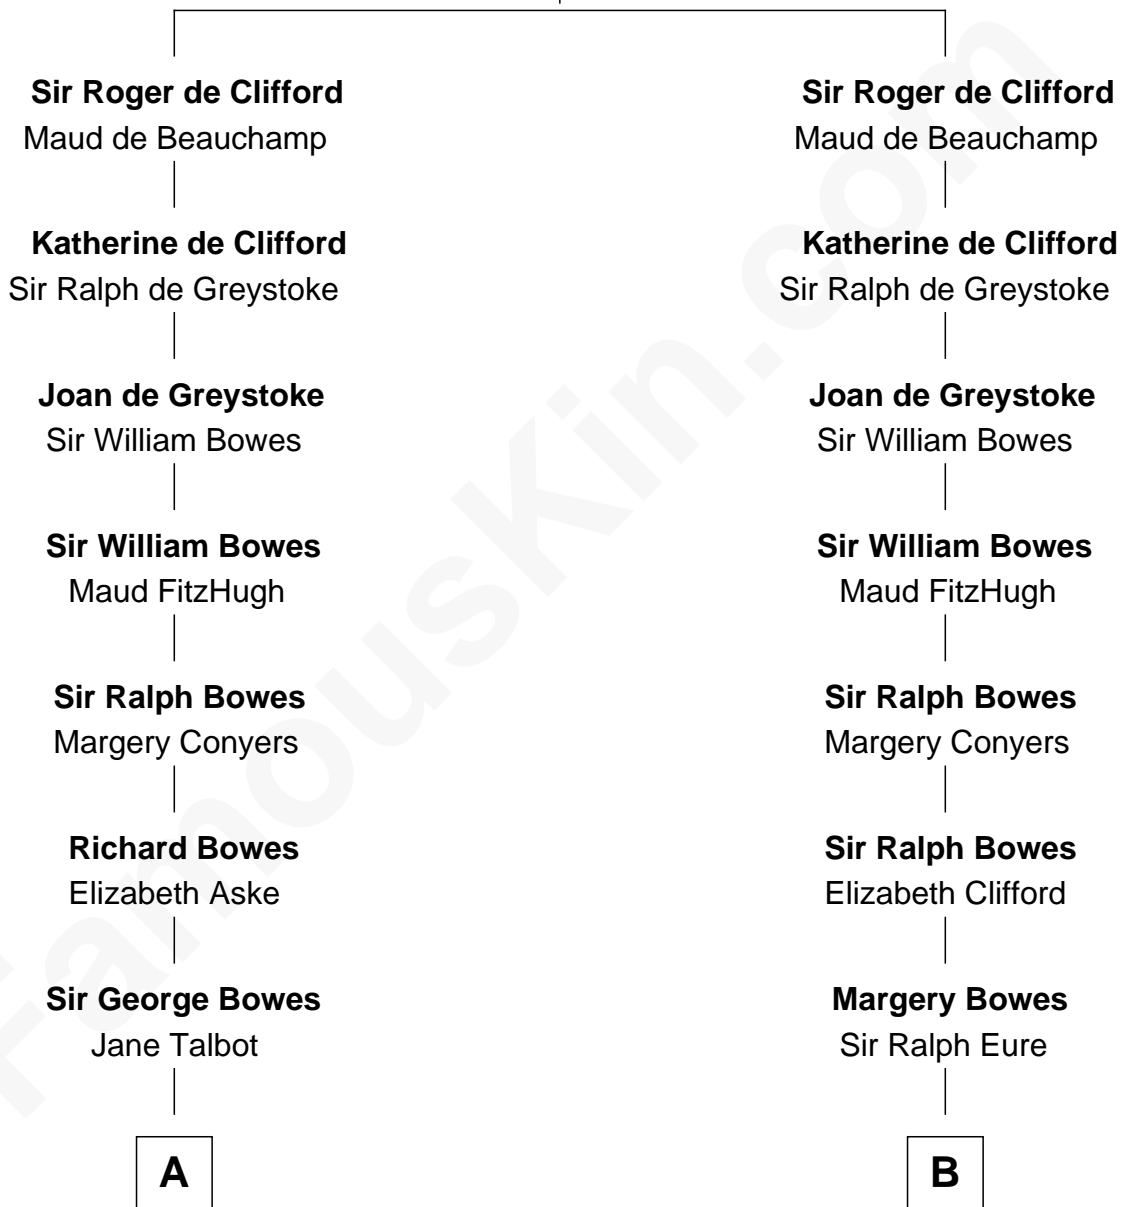 Sir Roger de Clifford
Maud de Beauchamp
Katherine de Clifford
Sir Ralph de Greystoke
Joan de Greystoke
Sir William Bowes
Sir William Bowes
Maud FitzHugh
Sir Ralph Bowes
Margery Conyers
Richard Bowes
Elizabeth Aske
Sir George Bowes
Jane Talbot
A
Sir Roger de Clifford
Maud de Beauchamp
Katherine de Clifford
Sir Ralph de Greystoke
Joan de Greystoke
Sir William Bowes
Sir William Bowes
Maud FitzHugh
Sir Ralph Bowes
Margery Conyers
Sir Ralph Bowes
Elizabeth Clifford
Margery Bowes
Sir Ralph Eure
B
FamousKin.com